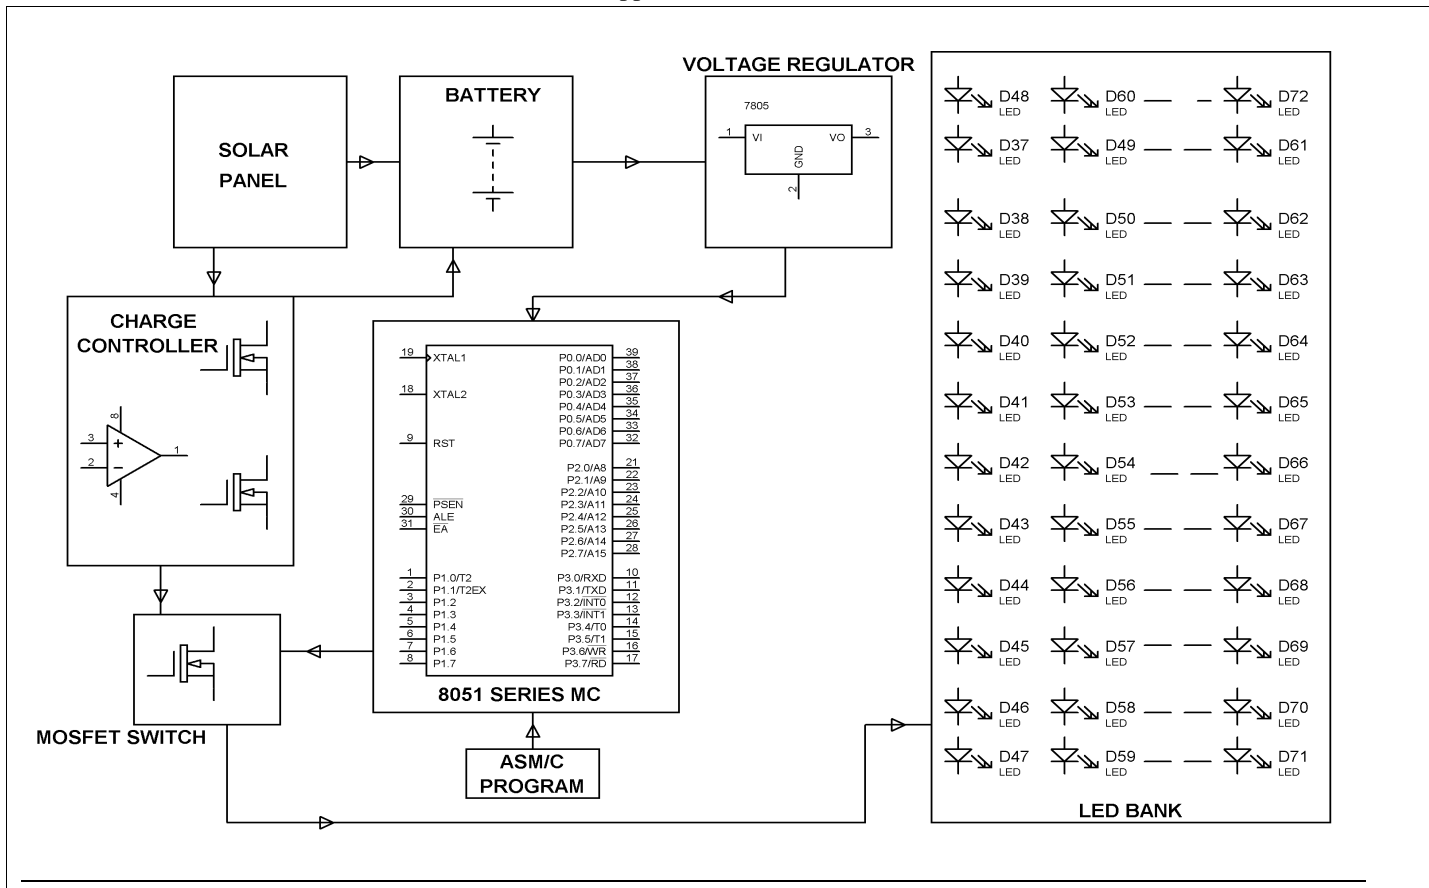 SOLAR
PANEL
BATTERY
VOLTAGE REGULATOR
7805
1
VI
VO
3
GND
2
CHARGE
CONTROLLER
8
3
+
2
−
1
4
MOSFET SWITCH
19
XTAL1
18
XTAL2
9
RST
29
PSEN
30
ALE
31
EA
1
P1.0/T2
2
P1.1/T2EX
3
P1.2
4
P1.3
5
P1.4
6
P1.5
7
P1.6
8
P1.7
P0.0/AD0
39
P0.1/AD1
38
P0.2/AD2
37
P0.3/AD3
36
P0.4/AD4
35
P0.5/AD5
34
P0.6/AD6
33
P0.7/AD7
32
P2.0/A8
21
P2.1/A9
22
P2.2/A10
23
P2.3/A11
24
P2.4/A12
25
P2.5/A13
26
P2.6/A14
27
P2.7/A15
28
P3.0/RXD
10
P3.1/TXD
11
P3.2/INT0
12
P3.3/INT1
13
P3.4/T0
14
P3.5/T1
15
P3.6/WR
16
P3.7/RD
17
8051 SERIES MC
ASM/C
PROGRAM
D48 D60 D72
LED LED LED
D37 D49 D61
LED LED LED
D38 D50 D62
LED LED LED
D39 D51 D63
LED LED LED
D40 D52 D64
LED LED LED
D41 D53 D65
LED LED LED
D42 D54 D66
LED LED LED
D43 D55 D67
LED LED LED
D44 D56 D68
LED LED LED
D45 D57 D69
LED LED LED
D46 D58 D70
LED LED LED
D47 D59 D71
LED LED LED
LED BANK